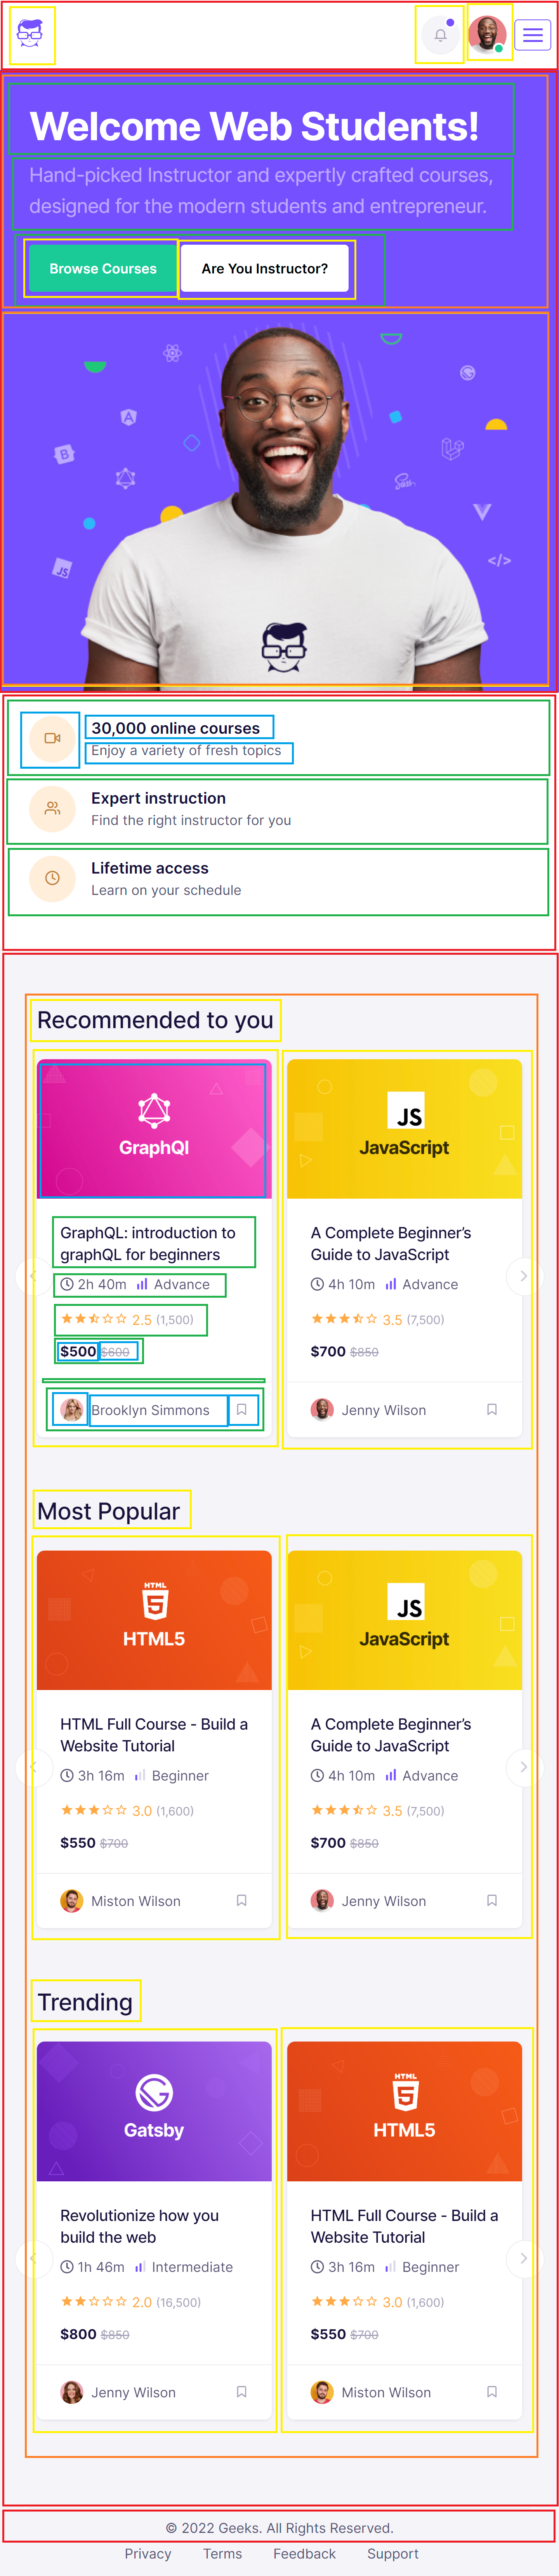 Welcome Web Students!
Hand-picked Instructor and expertly crafted courses,
designed for the modern students and entrepreneur.
Browse Courses
Are You Instructor?
A
B
JS
Sass
</>
30,000 online courses
Enjoy a variety of fresh topics
Expert instruction
Find the right instructor for you
Lifetime access
Learn on your schedule
Recommended to you
GraphQl
GraphQL: introduction to
graphQL for beginners
2h 40m Advance
2.5 (1,500)
$500 $600
Brooklyn Simmons
JS
JavaScript
A Complete Beginner’s
Guide to JavaScript
4h 10m Advance
3.5 (7,500)
$700 $850
Jenny Wilson
Most Popular
HTML
5
HTML5
HTML Full Course - Build a
Website Tutorial
3h 16m Beginner
3.0 (1,600)
$550 $700
Miston Wilson
JS
JavaScript
A Complete Beginner’s
Guide to JavaScript
4h 10m Advance
3.5 (7,500)
$700 $850
Jenny Wilson
Trending
Gatsby
Revolutionize how you
build the web
1h 46m Intermediate
2.0 (16,500)
$800 $850
Jenny Wilson
HTML
5
HTML5
HTML Full Course - Build a
Website Tutorial
3h 16m Beginner
3.0 (1,600)
$550 $700
Miston Wilson
© 2022 Geeks. All Rights Reserved.
Privacy Terms Feedback Support